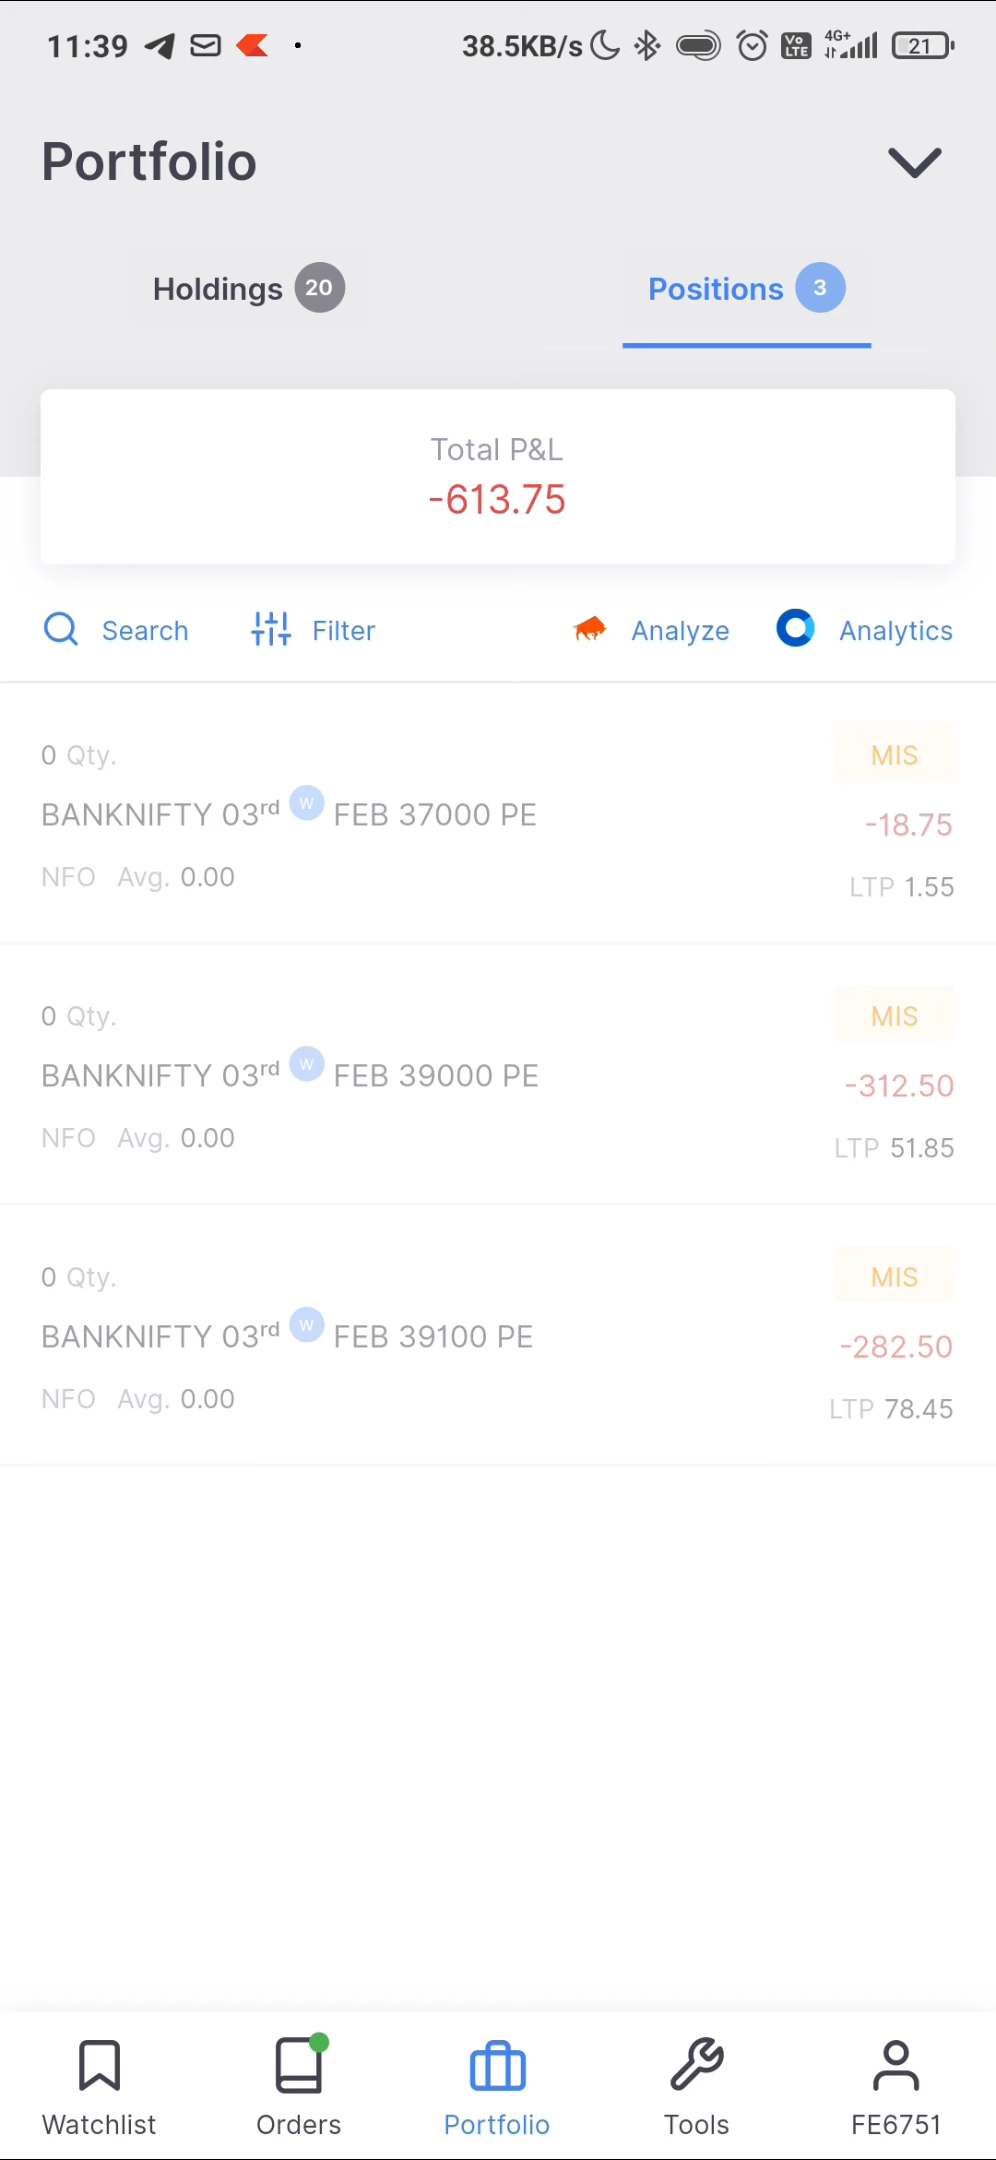 11:39 38.5KB/s Vo LTE 4G+ 21
Portfolio
Holdings 20 Positions 3
Total P&L
-613.75
Search Filter Analyze Analytics
0 Qty. MIS
BANKNIFTY 03rd W FEB 37000 PE
-18.75
NFO Avg. 0.00
LTP 1.55
0 Qty. MIS
BANKNIFTY 03rd W FEB 39000 PE
-312.50
NFO Avg. 0.00
LTP 51.85
0 Qty. MIS
BANKNIFTY 03rd W FEB 39100 PE
-282.50
NFO Avg. 0.00
LTP 78.45
Watchlist Orders Portfolio Tools FE6751